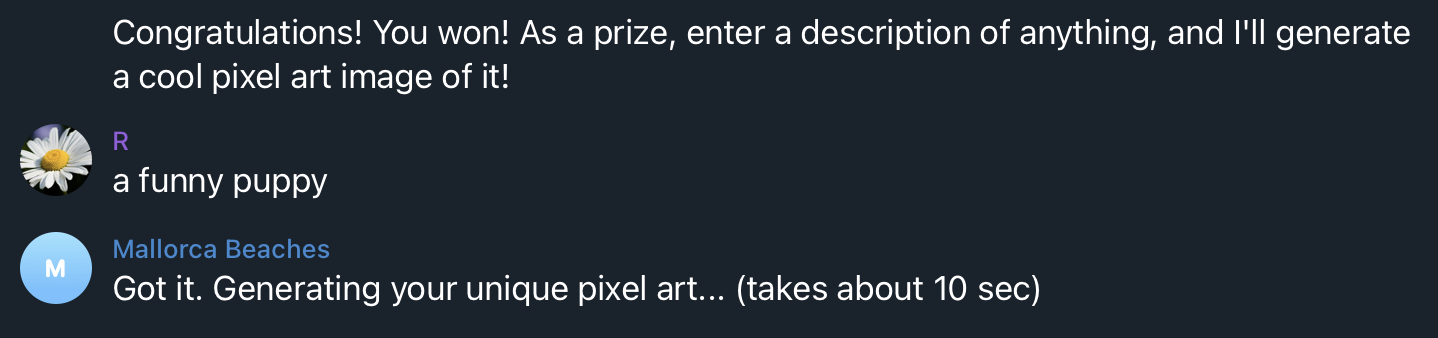 Congratulations! You won! As a prize, enter a description of anything, and I'll generate
a cool pixel art image of it!
R
a funny puppy
M
Mallorca Beaches
Got it. Generating your unique pixel art... (takes about 10 sec)